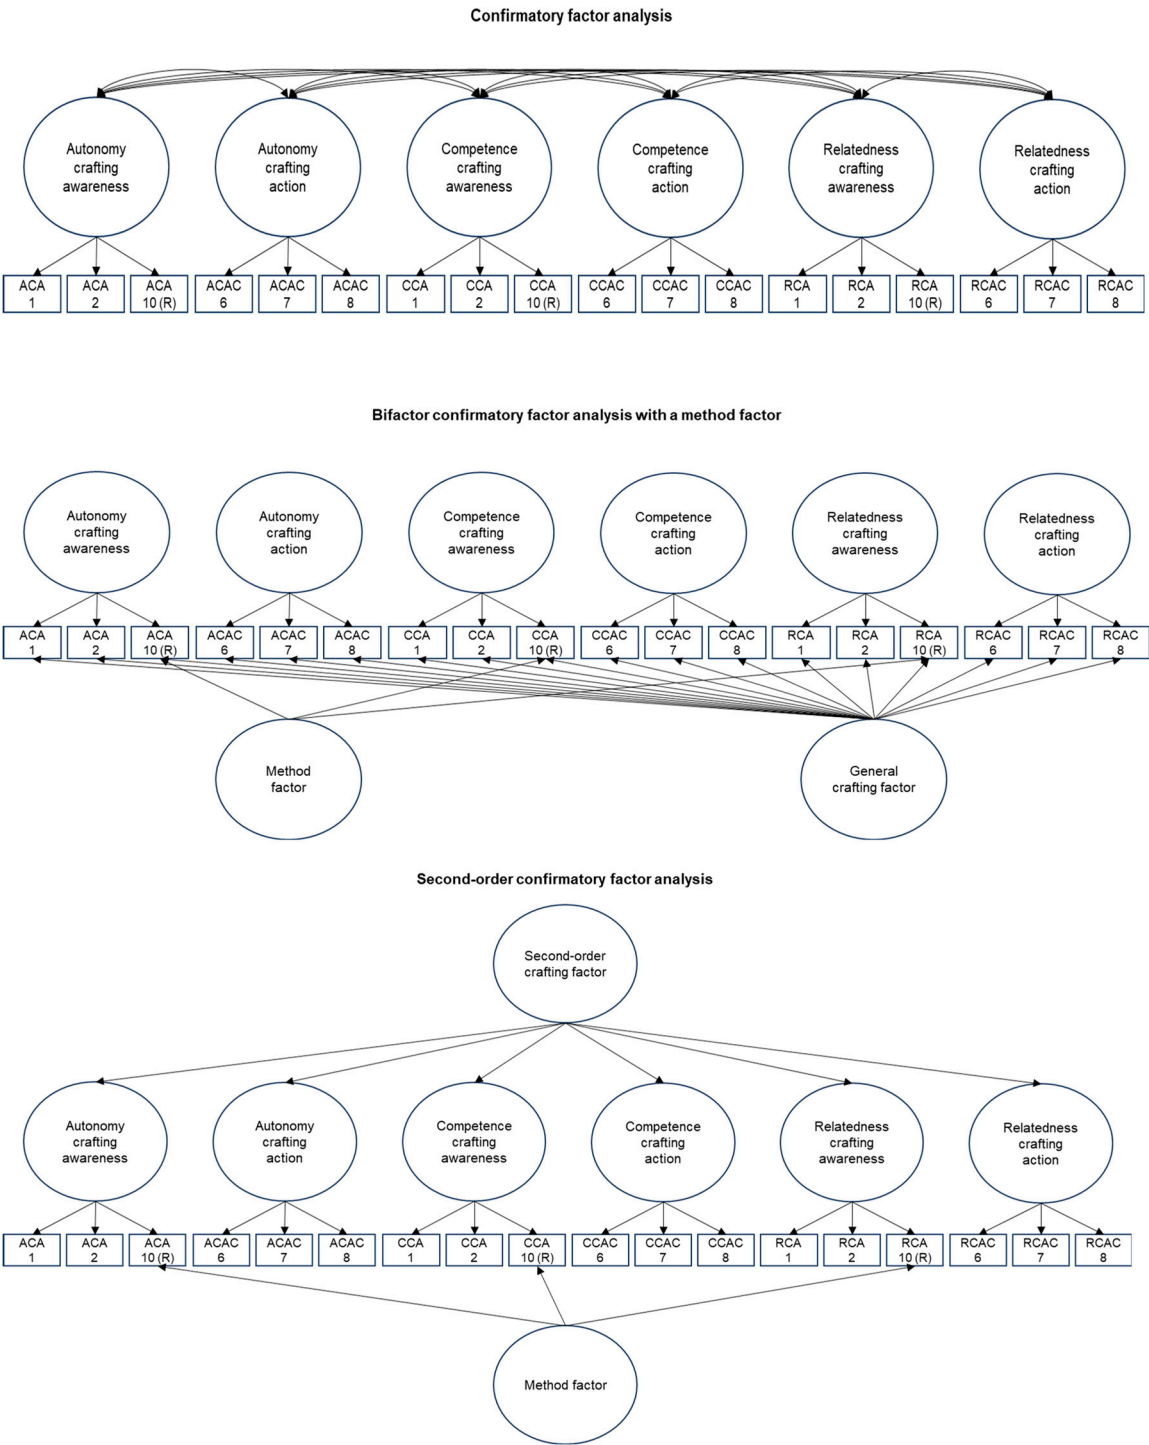 Confirmatory factor analysis
Autonomy
crafting
awareness
Autonomy
crafting
action
Competence
crafting
awareness
Competence
crafting
action
Relatedness
crafting
awareness
Relatedness
crafting
action
ACA
1
ACA
2
ACA
10 (R)
ACAC
6
ACAC
7
ACAC
8
CCA
1
CCA
2
CCA
10 (R)
CCAC
6
CCAC
7
CCAC
8
RCA
1
RCA
2
RCA
10 (R)
RCAC
6
RCAC
7
RCAC
8
Bifactor confirmatory factor analysis with a method factor
Autonomy
crafting
awareness
Autonomy
crafting
action
Competence
crafting
awareness
Competence
crafting
action
Relatedness
crafting
awareness
Relatedness
crafting
action
ACA
1
ACA
2
ACA
10 (R)
ACAC
6
ACAC
7
ACAC
8
CCA
1
CCA
2
CCA
10 (R)
CCAC
6
CCAC
7
CCAC
8
RCA
1
RCA
2
RCA
10 (R)
RCAC
6
RCAC
7
RCAC
8
Method
factor
General
crafting factor
Second-order confirmatory factor analysis
Second-order
crafting factor
Autonomy
crafting
awareness
Autonomy
crafting
action
Competence
crafting
awareness
Competence
crafting
action
Relatedness
crafting
awareness
Relatedness
crafting
action
ACA
1
ACA
2
ACA
10 (R)
ACAC
6
ACAC
7
ACAC
8
CCA
1
CCA
2
CCA
10 (R)
CCAC
6
CCAC
7
CCAC
8
RCA
1
RCA
2
RCA
10 (R)
RCAC
6
RCAC
7
RCAC
8
Method factor